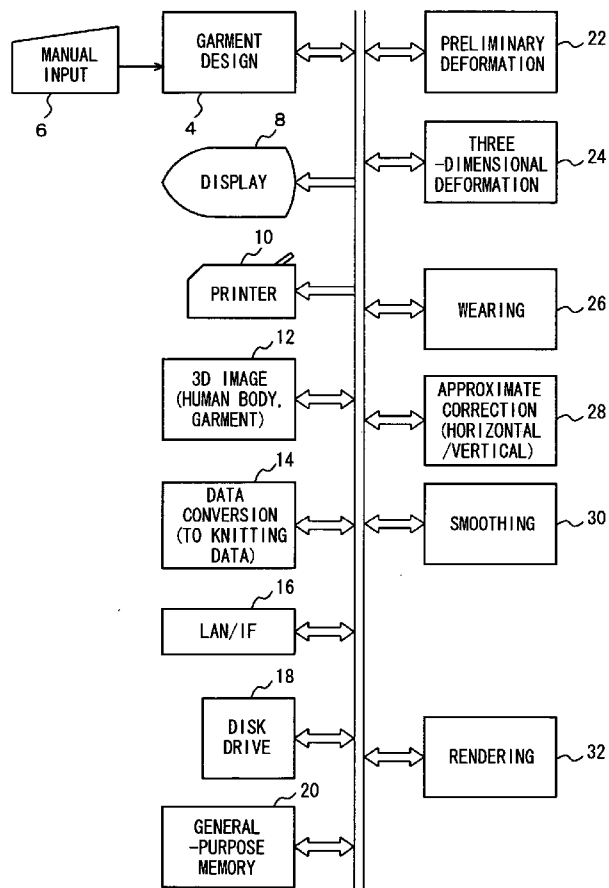 MANUAL
INPUT
6
GARMENT
DESIGN
4
8
DISPLAY
10
PRINTER
12
3D IMAGE
(HUMAN BODY,
GARMENT)
14
DATA
CONVERSION
(TO KNITTING
DATA)
16
LAN/IF
18
DISK
DRIVE
20
GENERAL
-PURPOSE
MEMORY
PRELIMINARY
DEFORMATION
22
THREE
-DIMENSIONAL
DEFORMATION
24
WEARING
26
APPROXIMATE
CORRECTION
(HORIZONTAL
/VERTICAL)
28
SMOOTHING
30
RENDERING
32